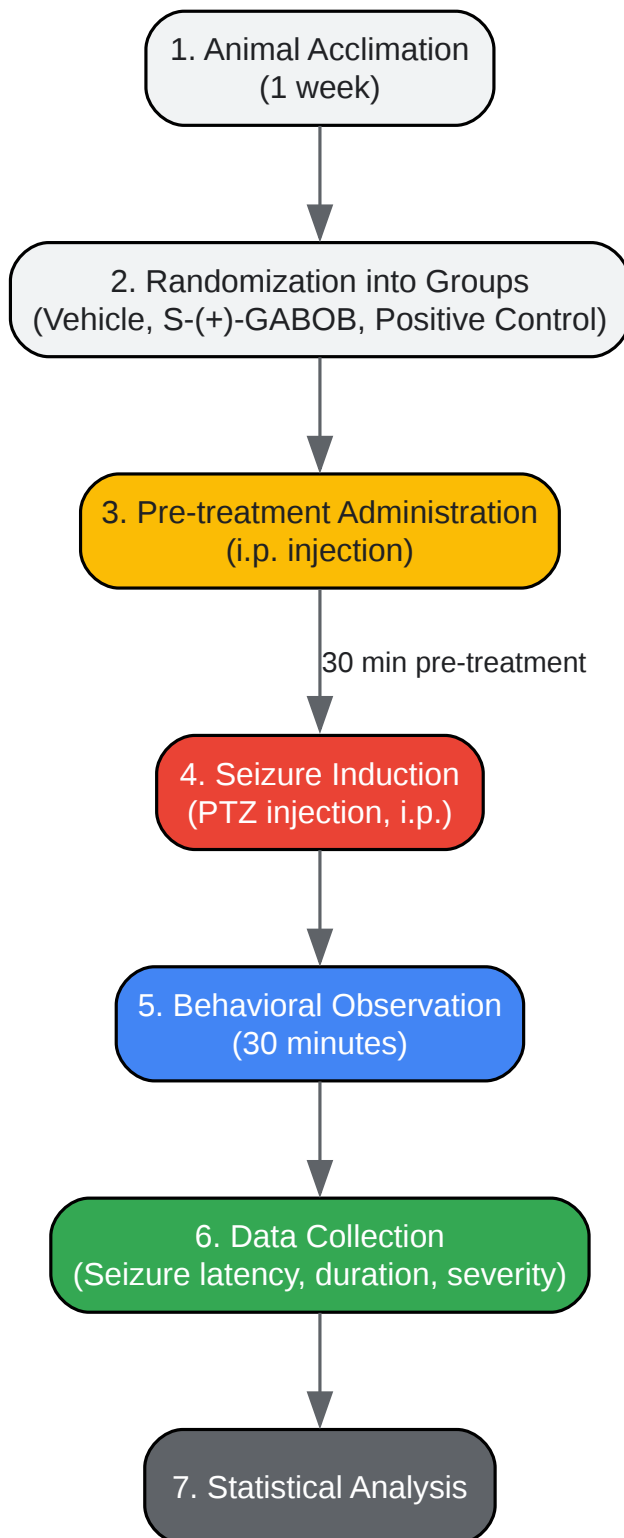 1. Animal Acclimation
(1 week)
2. Randomization into Groups
(Vehicle, S-(+)-GABOB, Positive Control)
3. Pre-treatment Administration
(i.p. injection)
30 min pre-treatment
4. Seizure Induction
(PTZ injection, i.p.)
5. Behavioral Observation
(30 minutes)
6. Data Collection
(Seizure latency, duration, severity)
7. Statistical Analysis